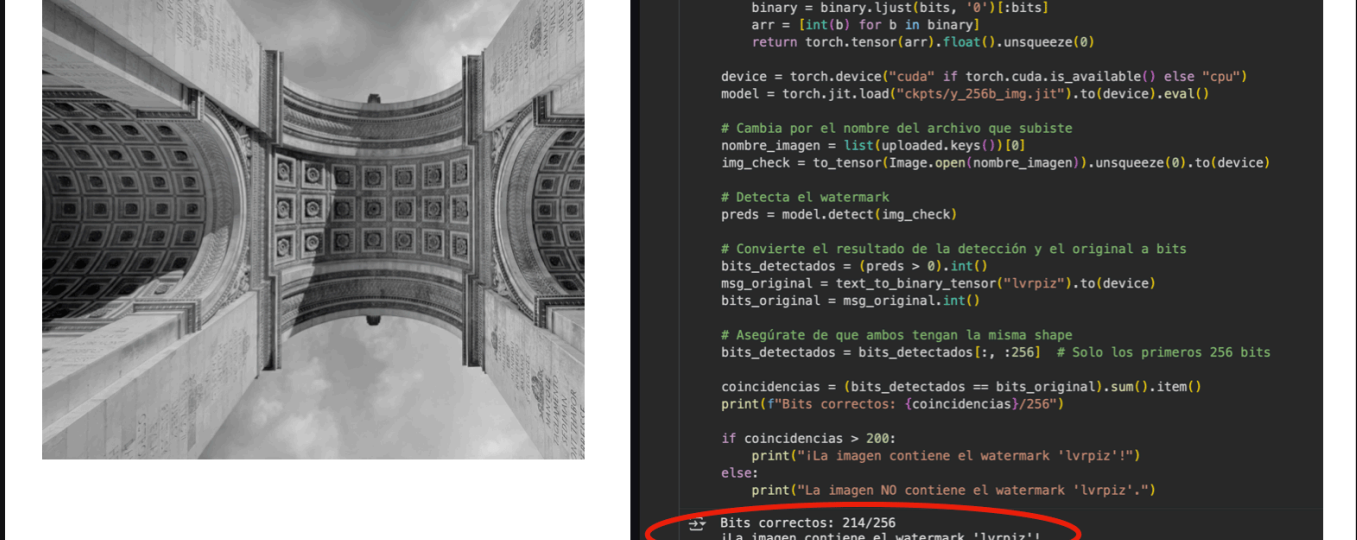 binary = binary.ljust(bits, '0')[:bits]
arr = [int(b) for b in binary]
return torch.tensor(arr).float().unsqueeze(0)
device = torch.device("cuda" if torch.cuda.is_available() else "cpu")
model = torch.jit.load("ckpts/y_256b_img.jit").to(device).eval()
# Cambia por el nombre del archivo que subiste
nombre_imagen = list(uploaded.keys())[0]
img_check = to_tensor(Image.open(nombre_imagen)).unsqueeze(0).to(device)
# Detecta el watermark
preds = model.detect(img_check)
# Convierte el resultado de la detección y el original a bits
bits_detectados = (preds > 0).int()
msg_original = text_to_binary_tensor("lvrpiz").to(device)
bits_original = msg_original.int()
# Asegúrate de que ambos tengan la misma shape
bits_detectados = bits_detectados[:, :256]  # Solo los primeros 256 bits
coincidencias = (bits_detectados == bits_original).sum().item()
print(f"Bits correctos: {coincidencias}/256")
if coincidencias > 200:
print("¡La imagen contiene el watermark 'lvrpiz'!")
else:
print("La imagen NO contiene el watermark 'lvrpiz'.")
Bits correctos: 214/256
¡La imagen contiene el watermark 'lvrpiz'!